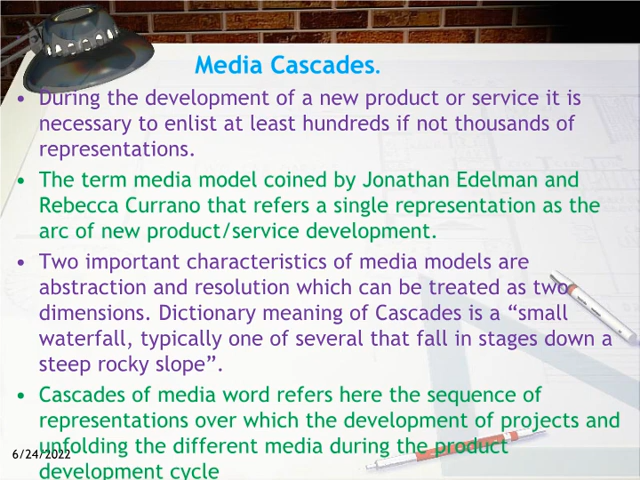 Media Cascades.
• During the development of a new product or service it is
necessary to enlist at least hundreds if not thousands of
representations.
• The term media model coined by Jonathan Edelman and
Rebecca Currano that refers a single representation as the
arc of new product/service development.
• Two important characteristics of media models are
abstraction and resolution which can be treated as two
dimensions. Dictionary meaning of Cascades is a “small
waterfall, typically one of several that fall in stages down a
steep rocky slope”.
• Cascades of media word refers here the sequence of
representations over which the development of projects and
unfolding the different media during the product
development cycle
6/24/2022